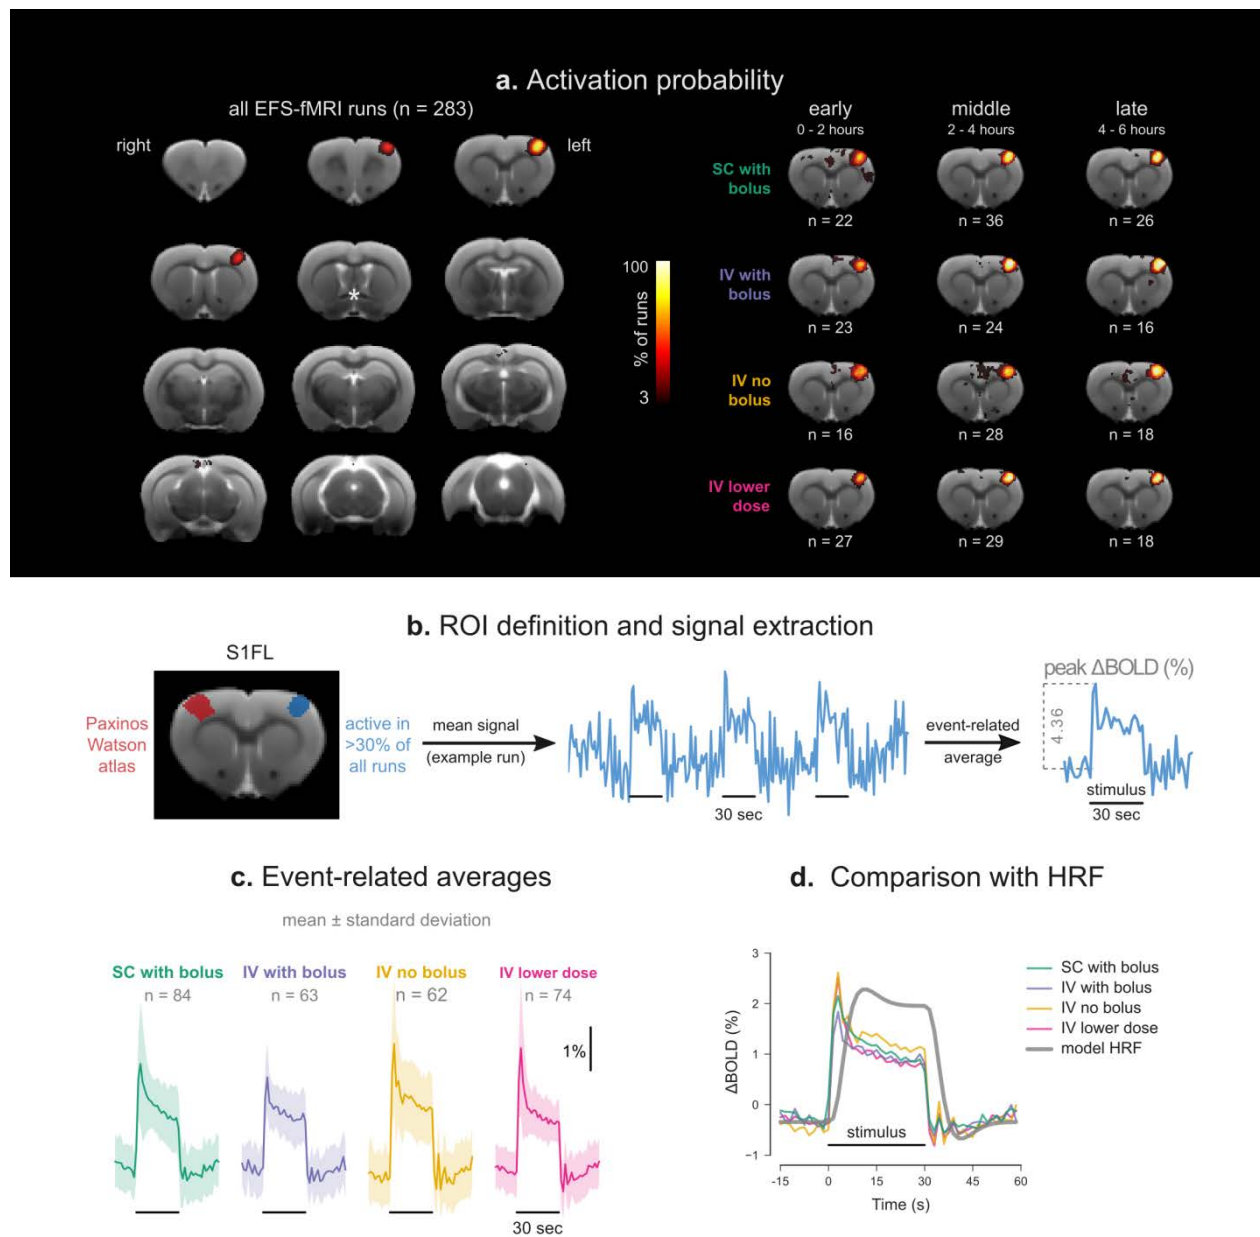 a. Activation probability
all EFS-fMRI runs (n = 283)
right
left
*
100
% of runs
3
early
0 - 2 hours
middle
2 - 4 hours
late
4 - 6 hours
SC with
bolus
n = 22
n = 36
n = 26
IV with
bolus
n = 23
n = 24
n = 16
IV no
bolus
n = 16
n = 28
n = 18
IV lower
dose
n = 27
n = 29
n = 18
b. ROI definition and signal extraction
S1FL
Paxinos
Watson
atlas
active in
>30% of
all runs
mean signal
(example run)
30 sec
event-related
average
peak ΔBOLD (%)
4.36
stimulus
30 sec
c. Event-related averages
mean ± standard deviation
SC with bolus
n = 84
IV with bolus
n = 63
IV no bolus
n = 62
IV lower dose
n = 74
1%
30 sec
d. Comparison with HRF
3
2
1
0
−1
ΔBOLD (%)
stimulus
-15
0
15
30
45
60
Time (s)
SC with bolus
IV with bolus
IV no bolus
IV lower dose
model HRF